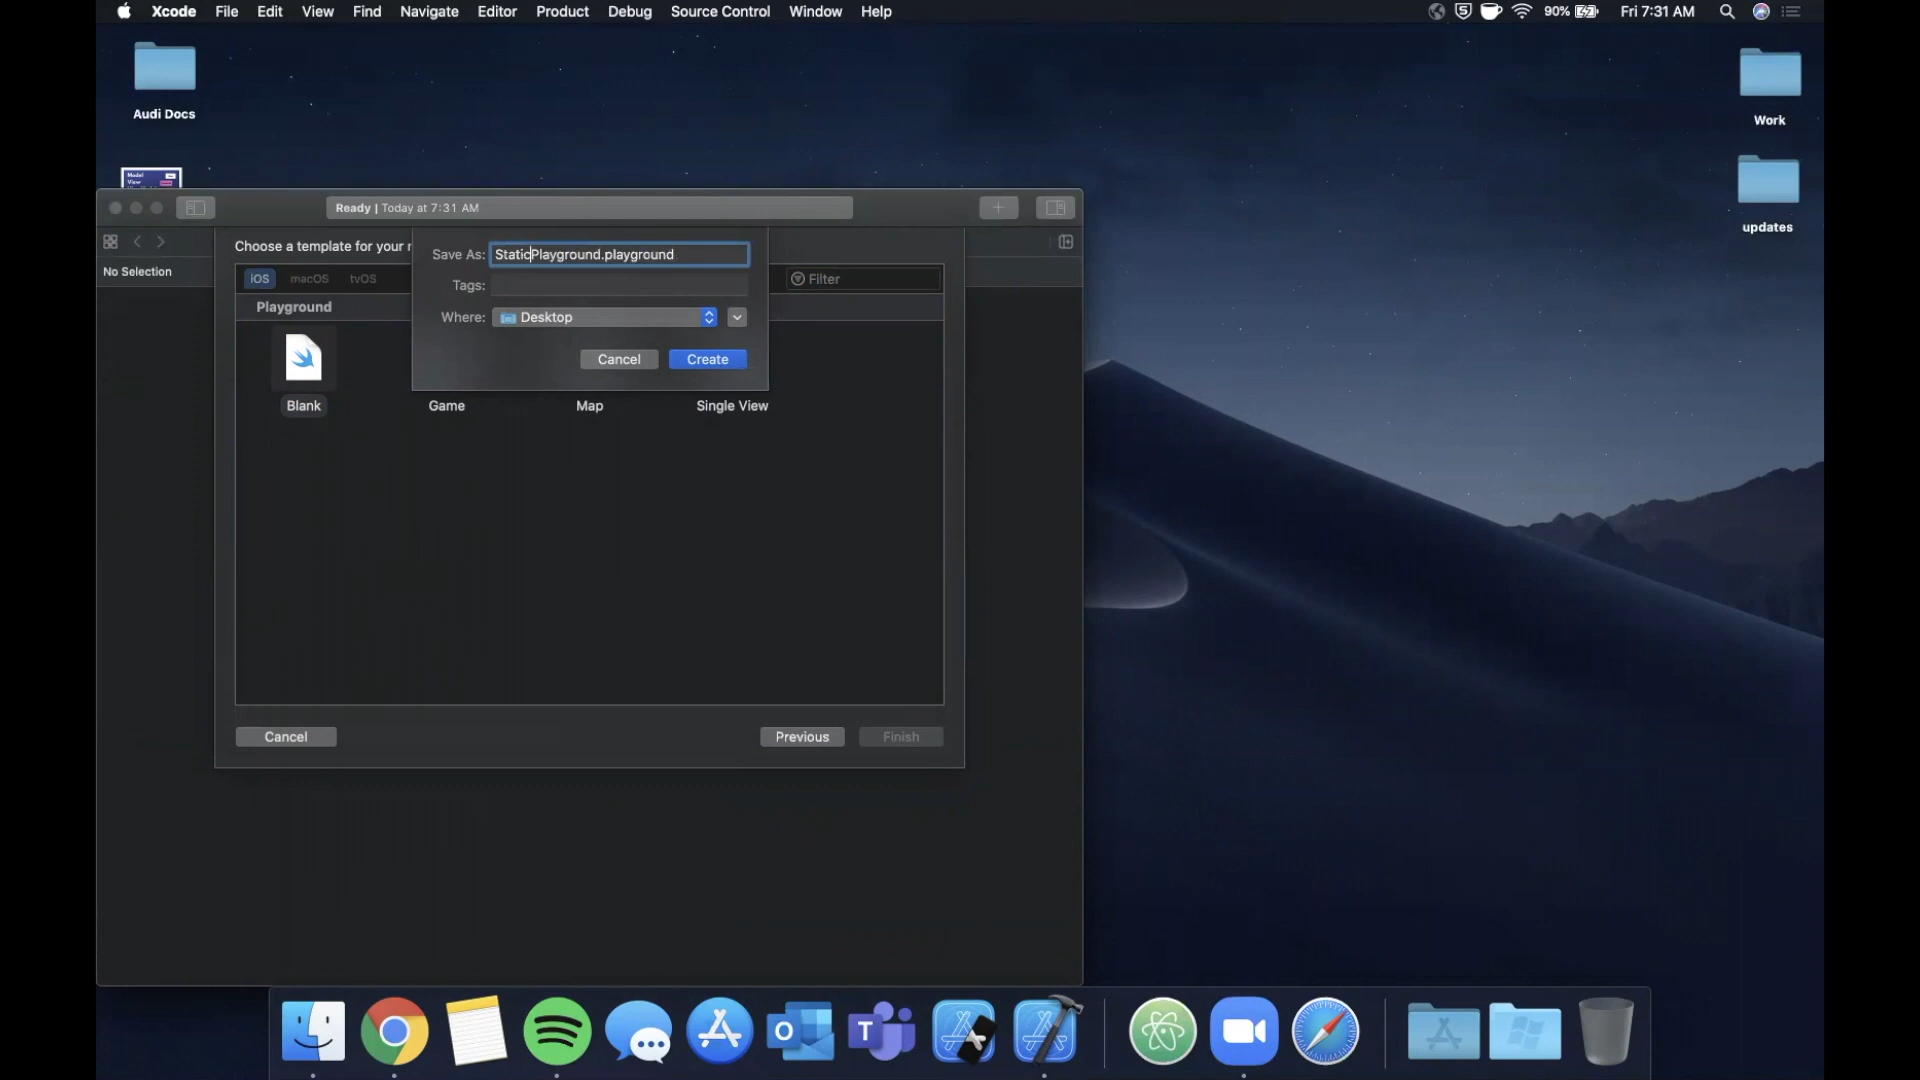 Xcode File Edit View Find Navigate Editor Product Debug Source Control Window Help
90% Fri 7:31 AM
Audi Docs
Work
Model
View
updates
Ready | Today at 7:31 AM
No Selection
Choose a template for your n
iOS macOS tvOS
Filter
Playground
Save As: StaticPlayground.playground
Tags:
Where: Desktop
Cancel Create
Blank Game Map Single View
Cancel Previous Finish